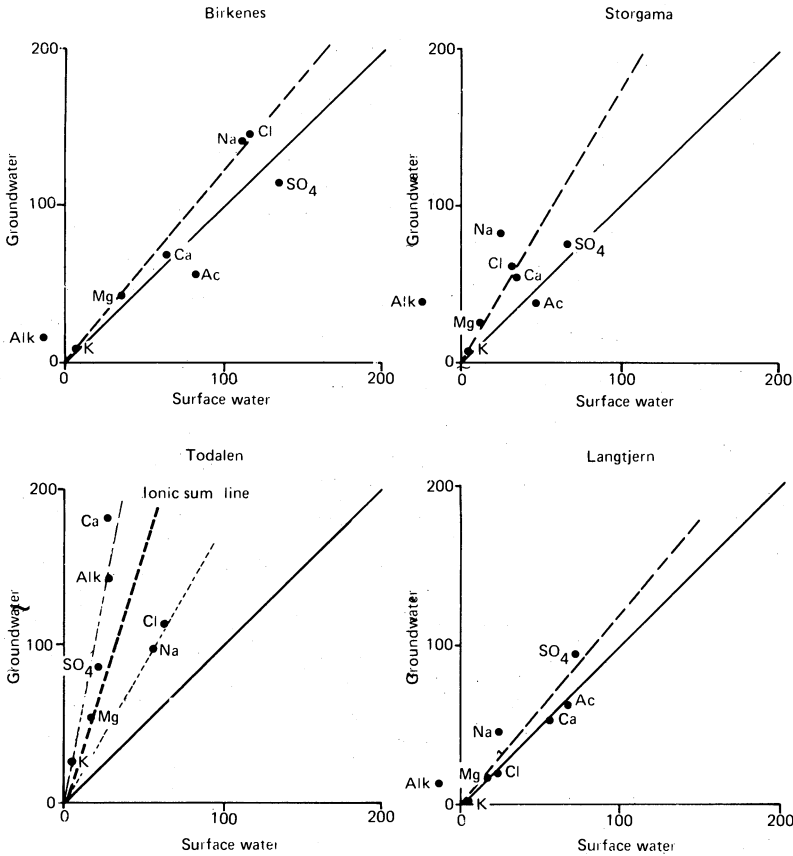 Birkenes
200
100
0
Groundwater
Na
Cl
SO4
Ca
Ac
Mg
Alk
K
0
100
200
Surface water
Storgama
200
100
0
Groundwater
Na
SO4
Cl
Ca
Alk
Ac
Mg
K
0
100
200
Surface water
Todalen
200
100
0
Groundwater
Ionic sum line
Ca
Alk
Cl
Na
SO4
Mg
K
0
100
200
Surface water
Langtjern
200
100
0
Groundwater
SO4
Ac
Ca
Na
Mg
Cl
Alk
K
0
100
200
Surface water